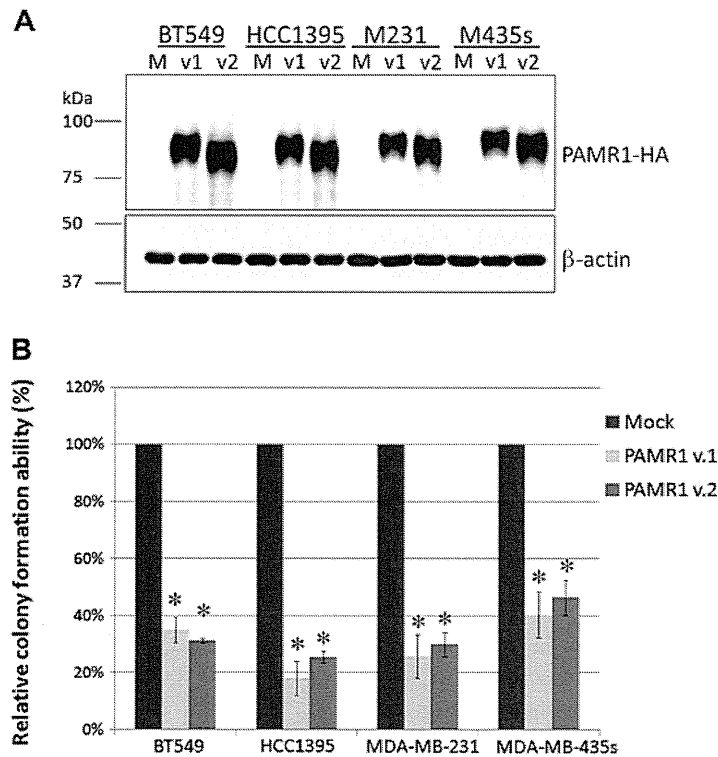 A
BT549 HCC1395 M231 M435s
M v1 v2 M v1 v2 M v1 v2 M v1 v2
kDa
100
75
PAMR1-HA
50
37
β-actin
B
Relative colony formation ability (%)
120%
100%
80%
60%
40%
20%
0%
* * * * * * * *
Mock
PAMR1 v.1
PAMR1 v.2
BT549 HCC1395 MDA-MB-231 MDA-MB-435s